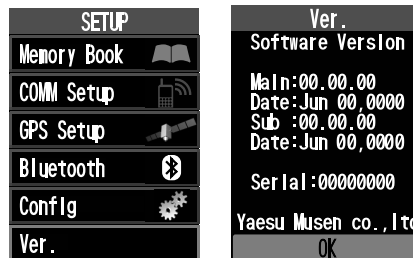 SETUP
Memory Book
COMM Setup
GPS Setup
Bluetooth
Config
Ver.
Ver.
Software Version
Main:00.00.00
Date:Jun 00,0000
Sub :00.00.00
Date:Jun 00,0000
Serial:00000000
Yaesu Musen co.,ltd
OK